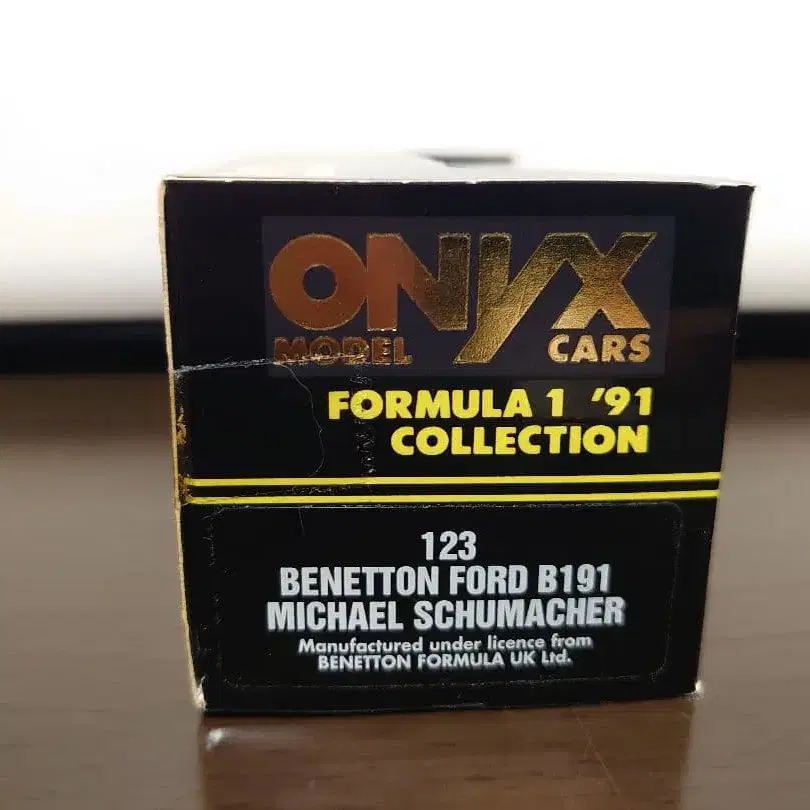 ONYX
MODEL CARS
FORMULA 1 '91
COLLECTION
123
BENETTON FORD B191
MICHAEL SCHUMACHER
Manufactured under licence from
BENETTON FORMULA UK Ltd.